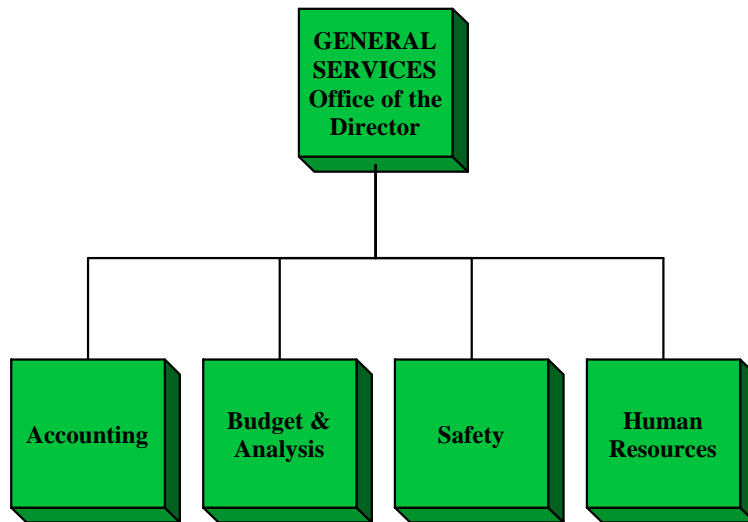 GENERAL
SERVICES
Office of the
Director
Accounting
Budget &
Analysis
Safety
Human
Resources